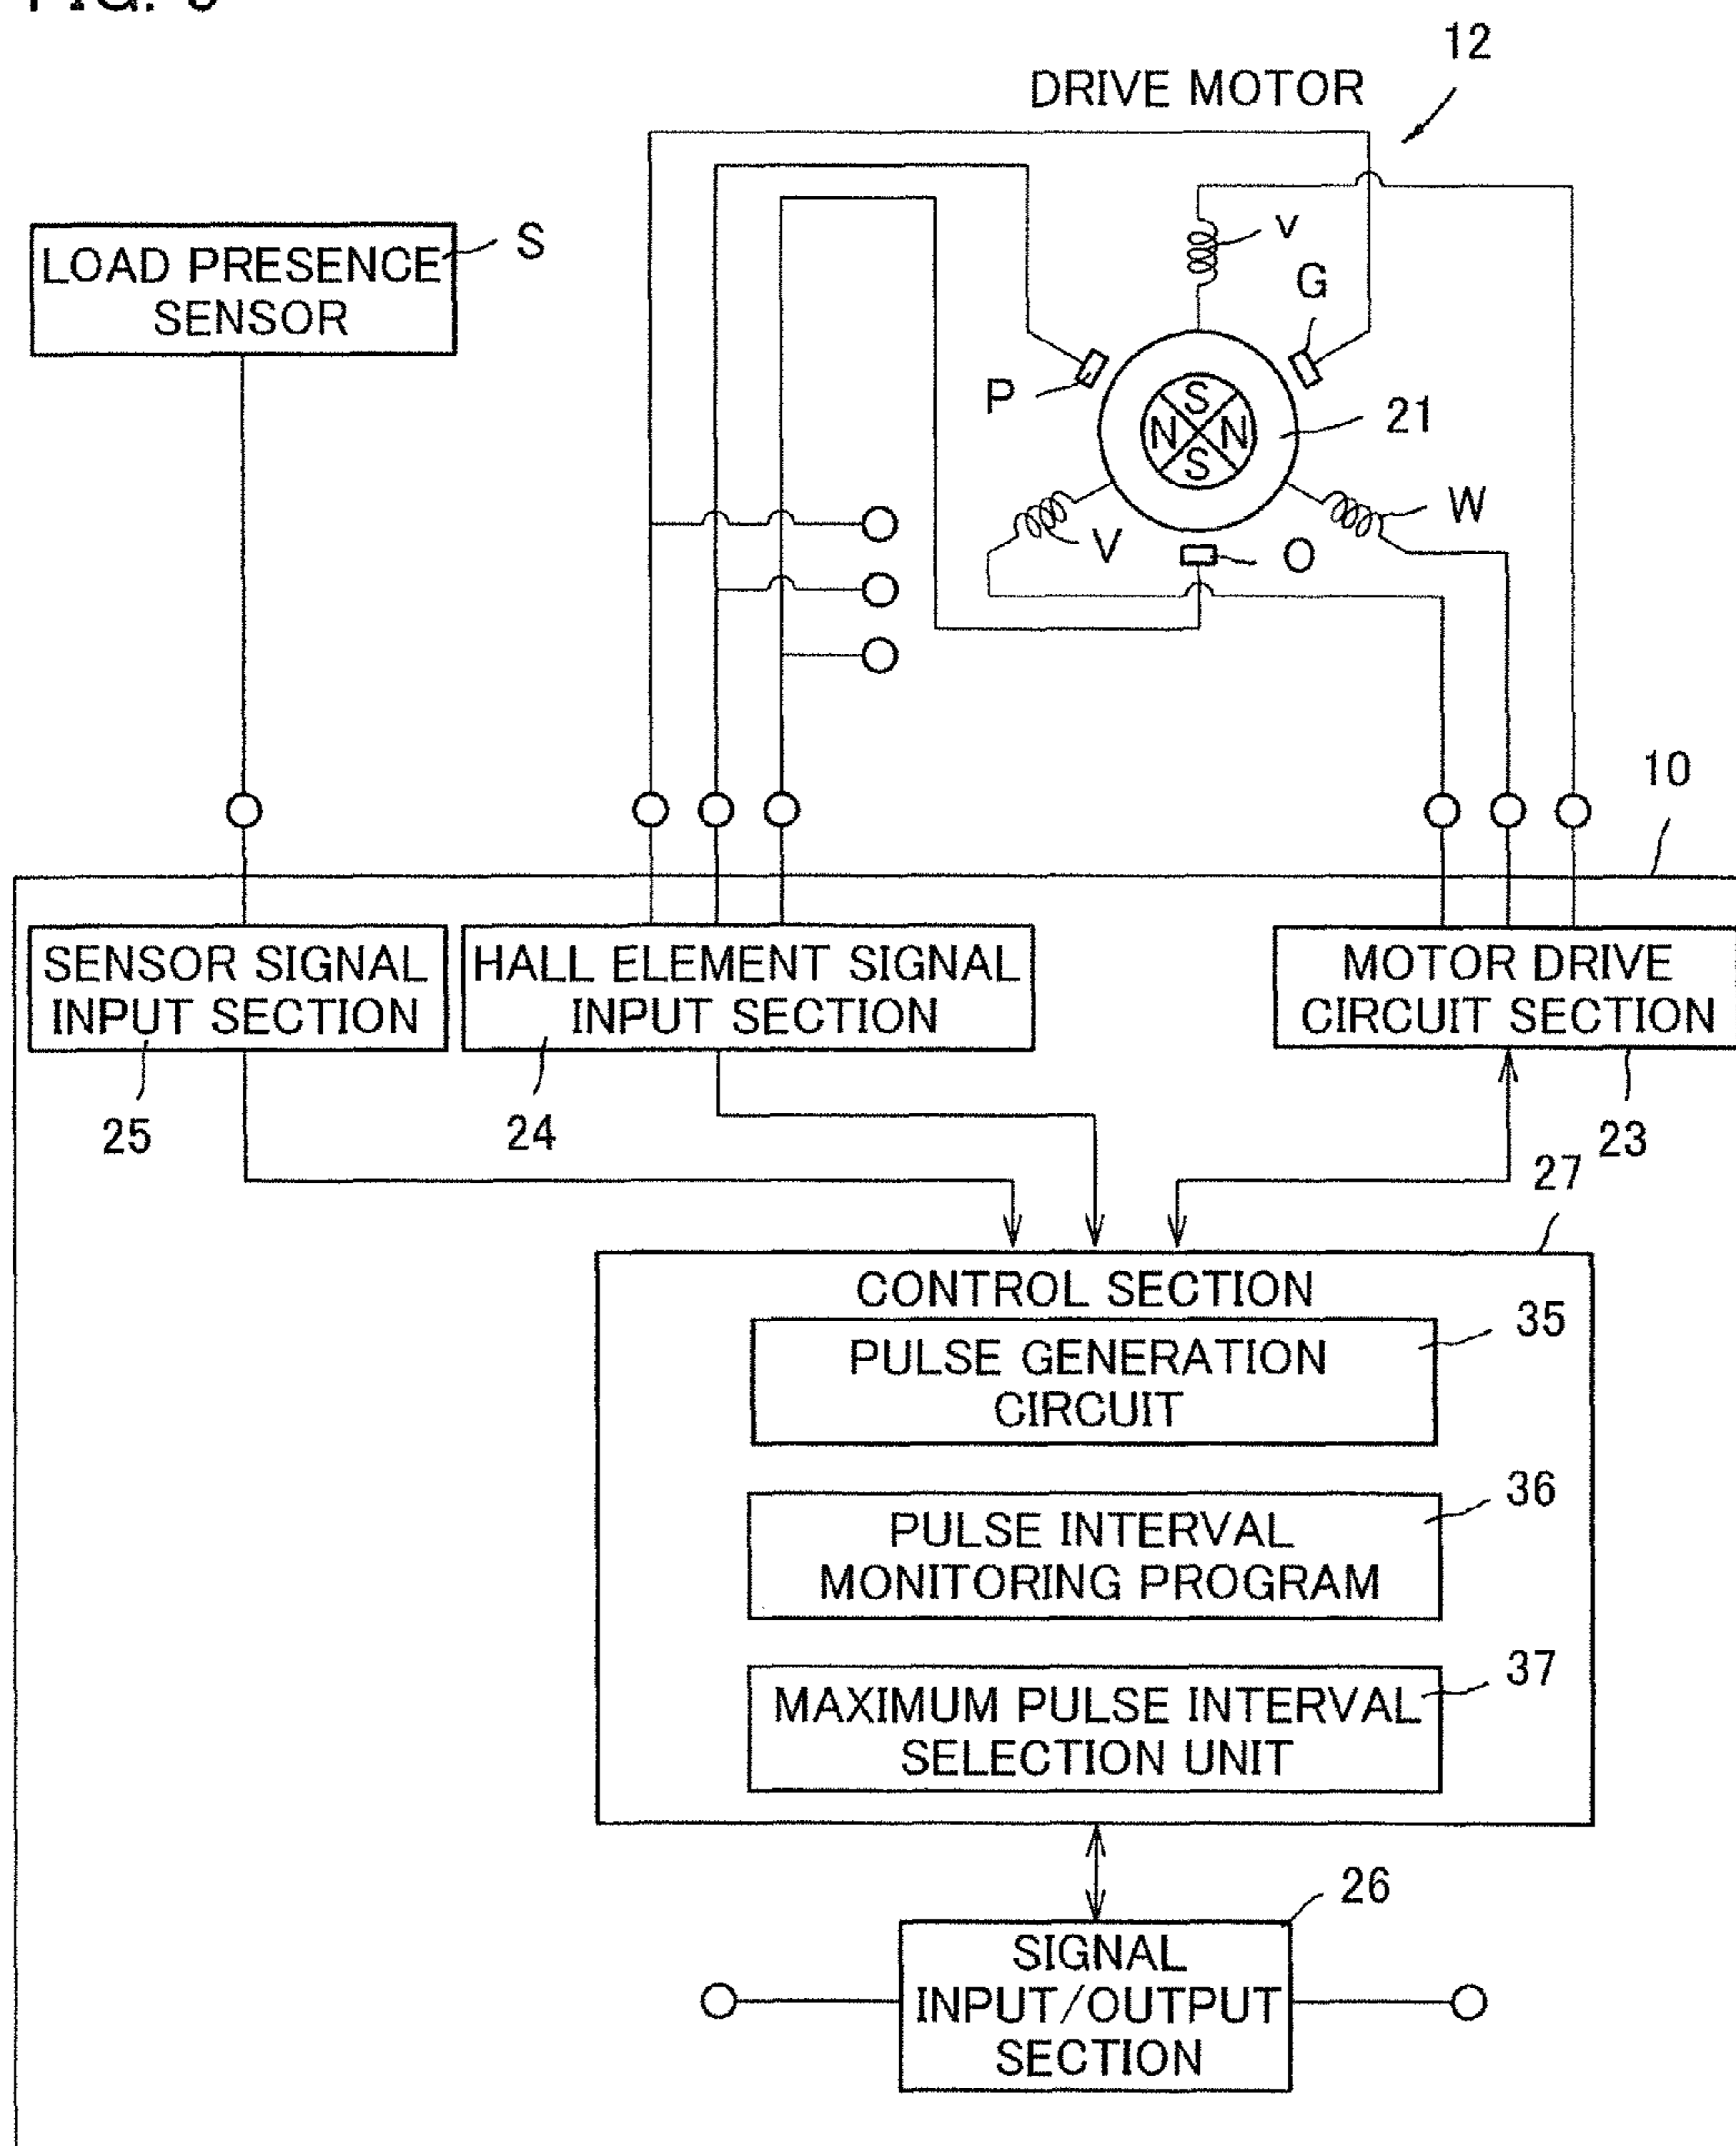 12
DRIVE MOTOR
LOAD PRESENCE
SENSOR
S
v
G
P
S
N N
S
21
W
V
O
10
SENSOR SIGNAL
INPUT SECTION
HALL ELEMENT SIGNAL
INPUT SECTION
MOTOR DRIVE
CIRCUIT SECTION
25
24
23
27
CONTROL SECTION
35
PULSE GENERATION
CIRCUIT
36
PULSE INTERVAL
MONITORING PROGRAM
37
MAXIMUM PULSE INTERVAL
SELECTION UNIT
26
SIGNAL
INPUT/OUTPUT
SECTION